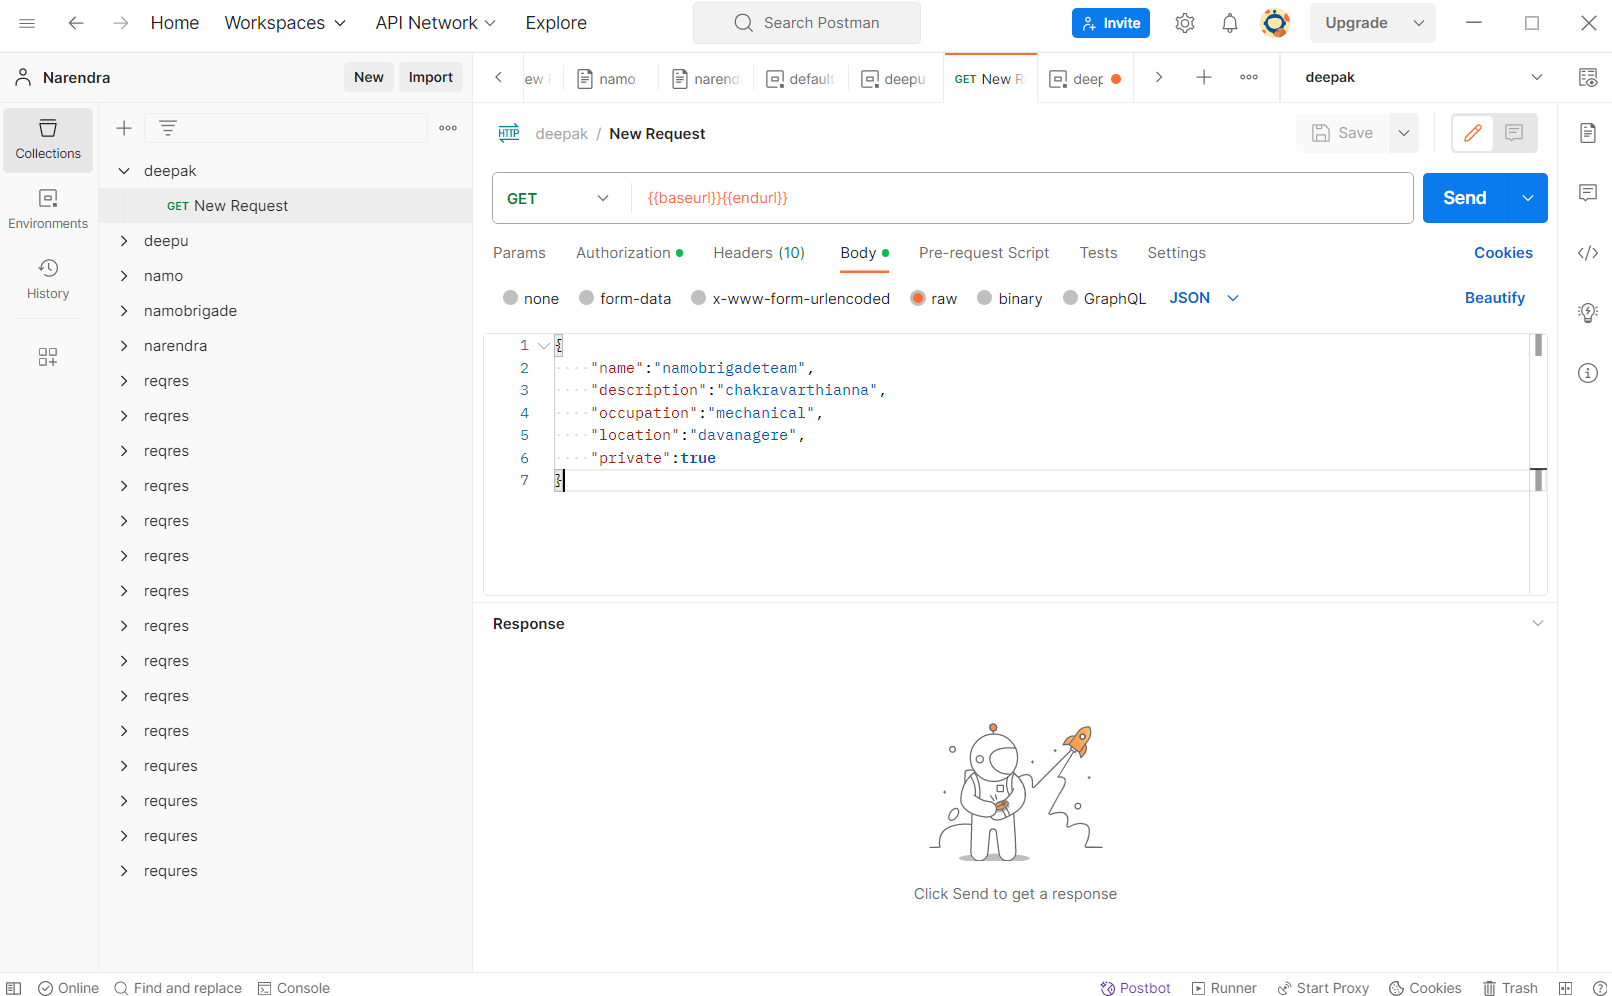 Home Workspaces API Network Explore Search Postman Invite Upgrade
Narendra New Import
namo narend default deepu GET New R deep deepak
Collections
Environments
History
deepak
GET New Request
deepu
namo
namobrigade
narendra
reqres
reqres
reqres
reqres
reqres
reqres
reqres
reqres
reqres
reqres
reqres
requres
requres
requres
requres
HTTP deepak / New Request Save
GET {{baseurl}}{{endurl}} Send
Params Authorization Headers (10) Body Pre-request Script Tests Settings Cookies
none form-data x-www-form-urlencoded raw binary GraphQL JSON Beautify
1 {
2 "name":"namobrigadeteam",
3 "description":"chakravarthianna",
4 "occupation":"mechanical",
5 "location":"davanagere",
6 "private":true
7 }
Response
Click Send to get a response
Online Find and replace Console Postbot Runner Start Proxy Cookies Trash